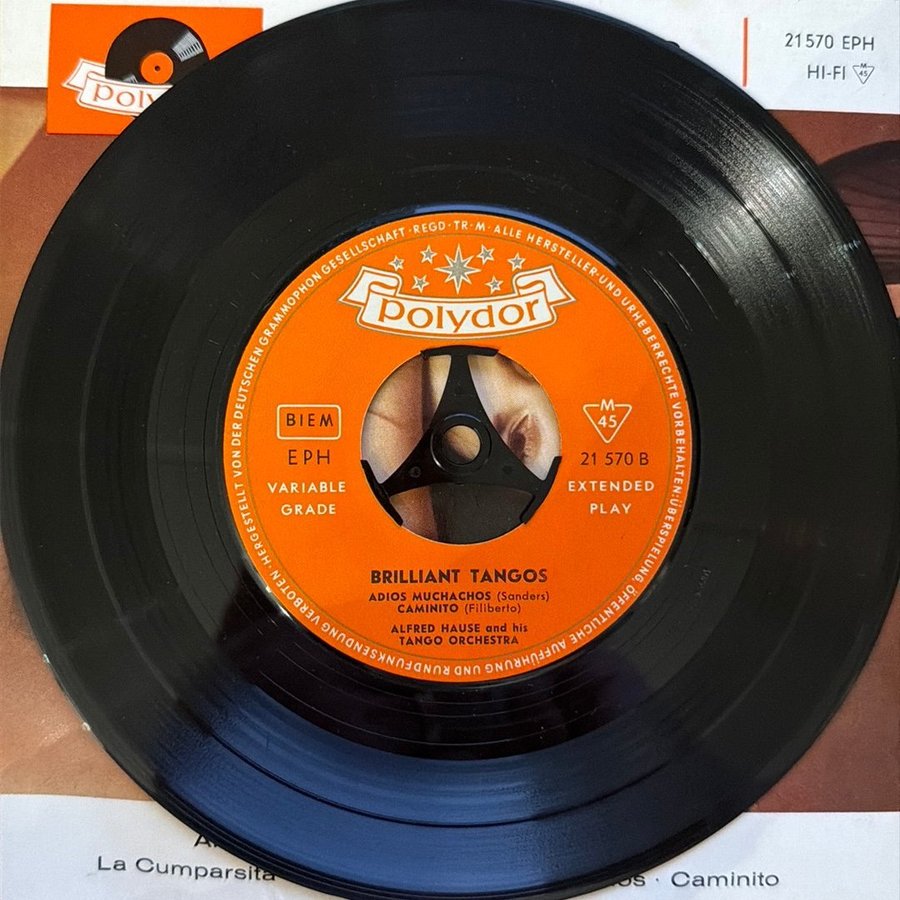 polyd
21570 EPH
HI-FI M 45
HERGESTELLT VON DER DEUTSCHEN GRAMMOPHON GESELLSCHAFT · REGD · TR · M · ALLE HERSTELLER- UND URHEBERRECHTE VORBEHALTEN · ÜBERSPIELUNG ÖFFENTLICHE AUFFÜHRUNG UND RUNDFUNKSENDUNG VERBOTEN ·
polydor
BIEM
M 45
EPH
21 570 B
VARIABLE GRADE
EXTENDED PLAY
BRILLIANT TANGOS
ADIOS MUCHACHOS (Sanders)
CAMINITO (Filiberto)
ALFRED HAUSE and his
TANGO ORCHESTRA
La Cumparsita
os · Caminito